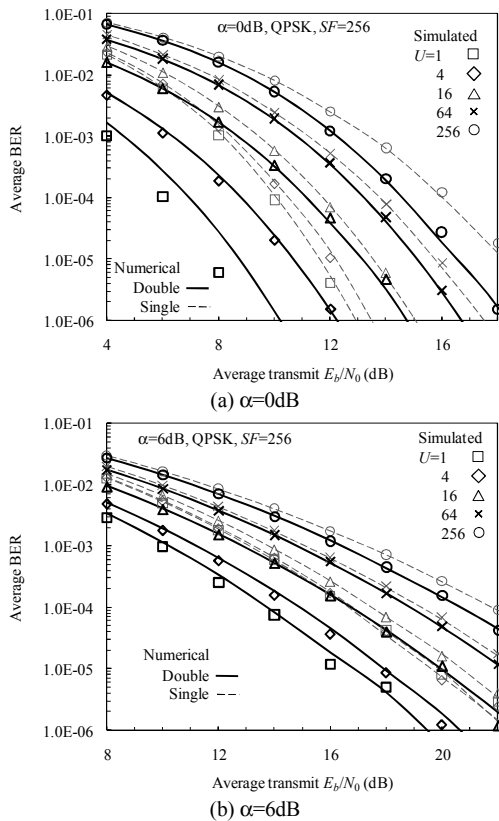 α=0dB, QPSK, SF=256
Simulated
U=1
4
16
64
256
Numerical
Double
Single
Average BER
1.0E-01
1.0E-02
1.0E-03
1.0E-04
1.0E-05
1.0E-06
4 8 12 16
Average transmit Eb/N0 (dB)
(a) α=0dB
α=6dB, QPSK, SF=256
Simulated
U=1
4
16
64
256
Numerical
Double
Single
Average BER
1.0E-01
1.0E-02
1.0E-03
1.0E-04
1.0E-05
1.0E-06
8 12 16 20
Average transmit Eb/N0 (dB)
(b) α=6dB